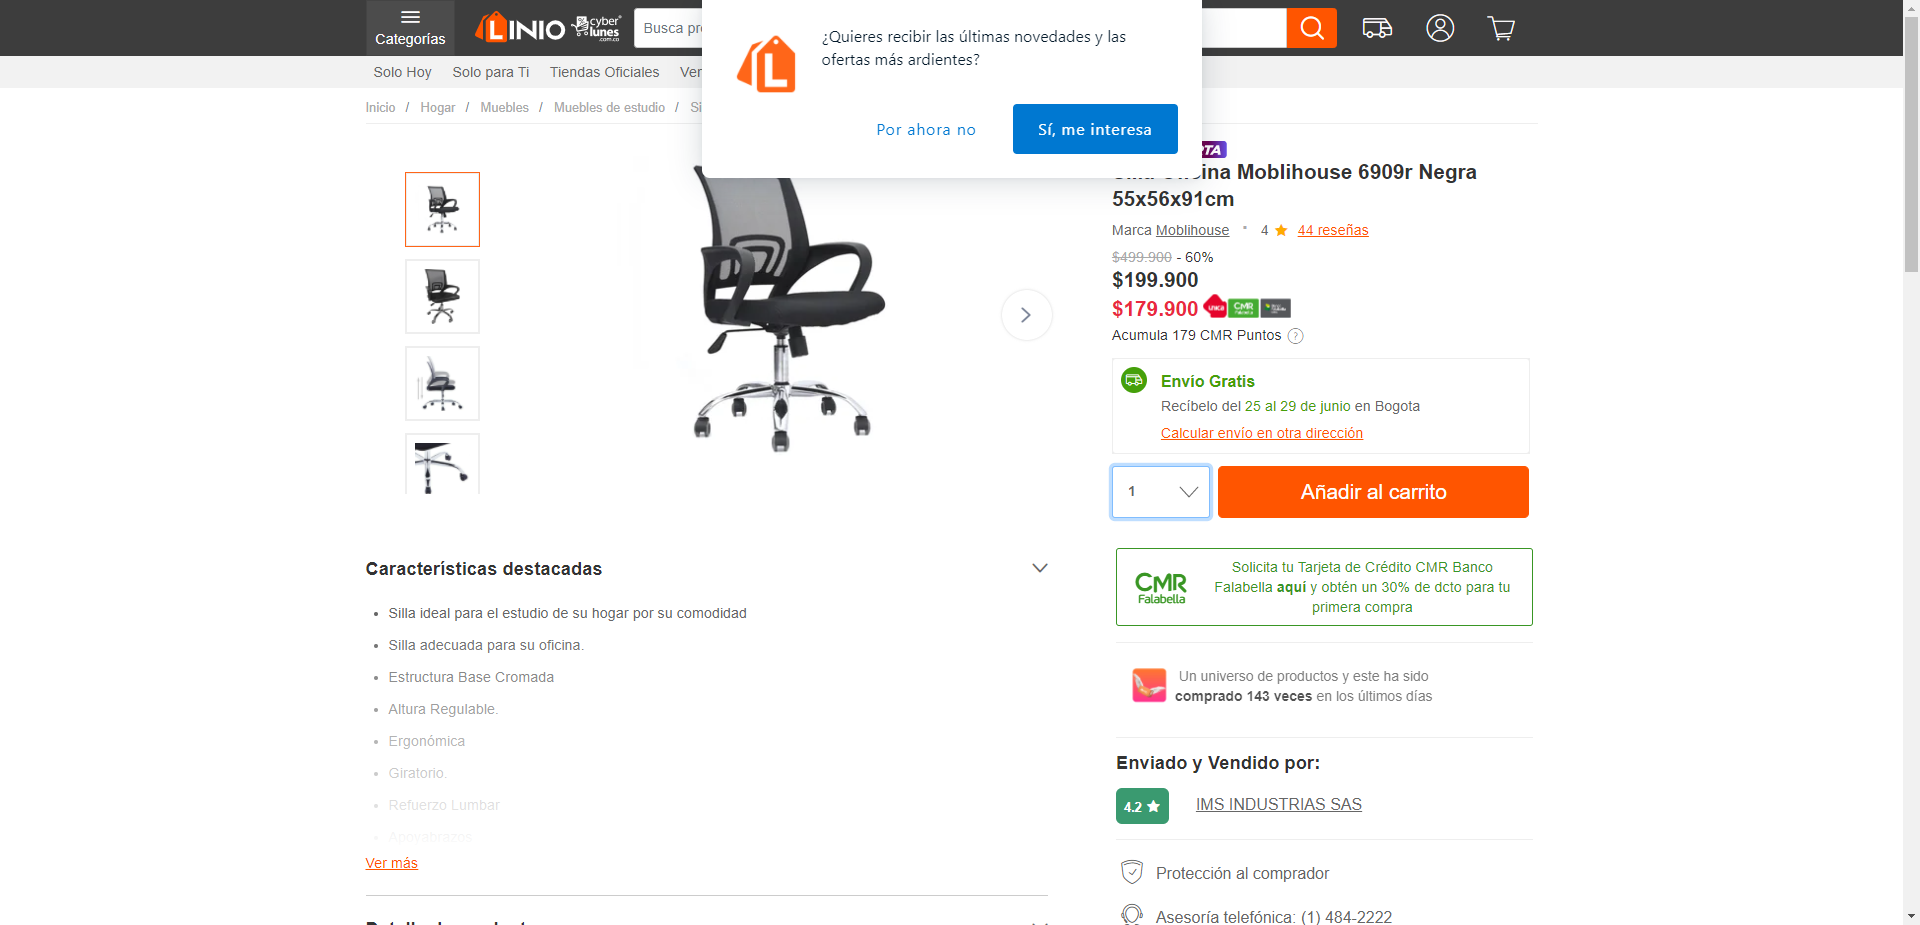 Categorías
LINIO
cyber
lunes
.com.co
Busca pro
¿Quieres recibir las últimas novedades y las
ofertas más ardientes?
Por ahora no
Sí, me interesa
Solo Hoy
Solo para Ti
Tiendas Oficiales
Ver
Inicio / Hogar / Muebles / Muebles de estudio / Si
Oficina Moblihouse 6909r Negra
55x56x91cm
Marca Moblihouse
4
44 reseñas
$499.900 - 60%
$199.900
$179.900
única
CMR
Falabella
Acumula 179 CMR Puntos ?
Envío Gratis
Recíbelo del 25 al 29 de junio en Bogota
Calcular envío en otra dirección
1
Añadir al carrito
CMR
Falabella
Solicita tu Tarjeta de Crédito CMR Banco
Falabella aquí y obtén un 30% de dcto para tu
primera compra
Un universo de productos y este ha sido
comprado 143 veces en los últimos días
Enviado y Vendido por:
4.2
IMS INDUSTRIAS SAS
Protección al comprador
Asesoría telefónica: (1) 484-2222
Características destacadas
• Silla ideal para el estudio de su hogar por su comodidad
• Silla adecuada para su oficina.
• Estructura Base Cromada
• Altura Regulable.
• Ergonómica
• Giratorio.
• Refuerzo Lumbar
• Apoyabrazos
Ver más